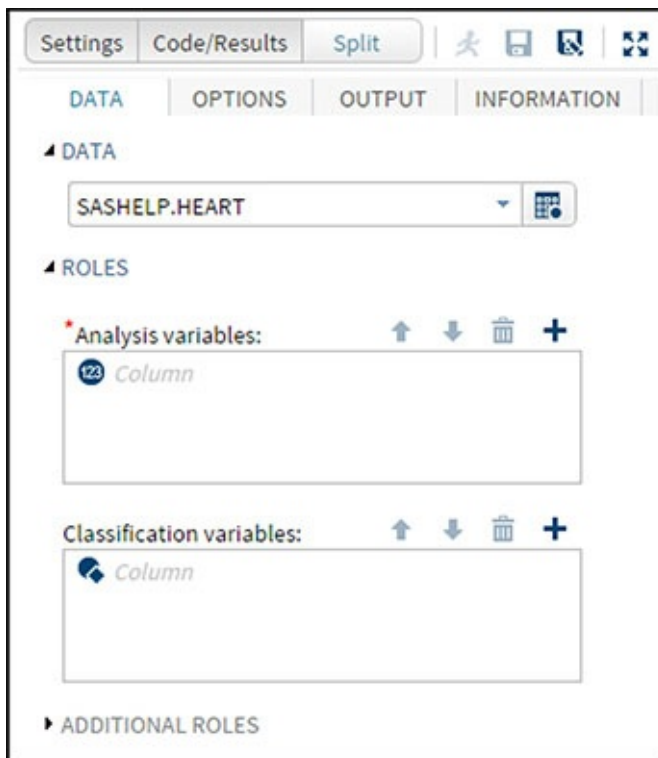 Settings Code/Results Split
DATA OPTIONS OUTPUT INFORMATION
DATA
SASHELP.HEART
ROLES
*Analysis variables:
123 Column
Classification variables:
Column
ADDITIONAL ROLES